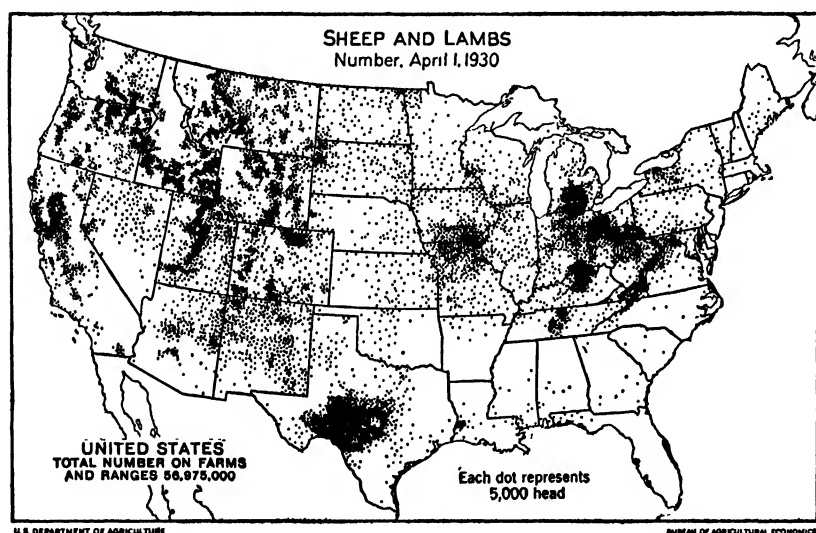 SHEEP AND LAMBS
Number, April 1, 1930
UNITED STATES
TOTAL NUMBER ON FARMS
AND RANGES 56,975,000
Each dot represents
5,000 head
U.S. DEPARTMENT OF AGRICULTURE
BUREAU OF AGRICULTURAL ECONOMICS